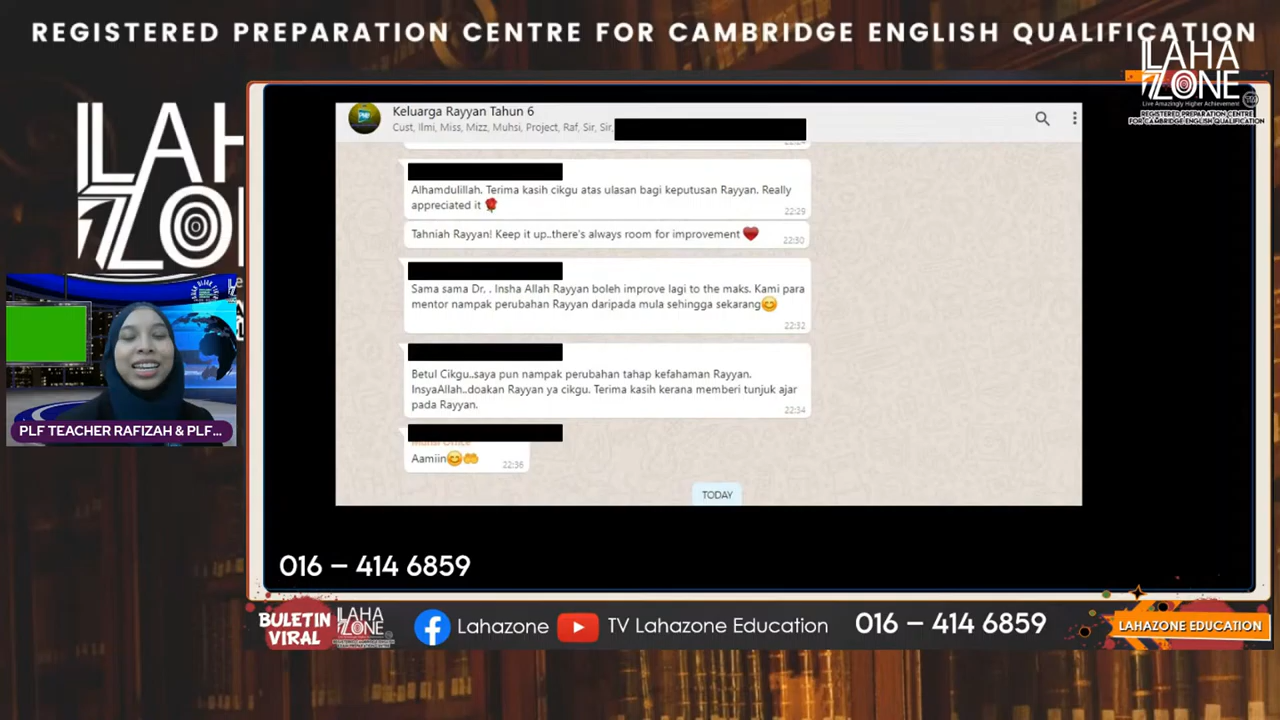 REGISTERED PREPARATION CENTRE FOR CAMBRIDGE ENGLISH QUALIFICATION
LAHA
ZONE
TM
Live Amazingly Higher Achievement
REGISTERED PREPARATION CENTRE
FOR CAMBRIDGE ENGLISH QUALIFICATION
LAH
ZO
PLF TEACHER RAFIZAH & PLF...
Keluarga Rayyan Tahun 6
Cust, Ilmi, Miss, Mizz, Muhsi, Project, Raf, Sir, Sir,
Alhamdulillah. Terima kasih cikgu atas ulasan bagi keputusan Rayyan. Really
appreciated it 🌹
22:29
Tahniah Rayyan! Keep it up..there's always room for improvement ❤️
22:30
Sama sama Dr. . Insha Allah Rayyan boleh improve lagi to the maks. Kami para
mentor nampak perubahan Rayyan daripada mula sehingga sekarang😊
22:32
Betul Cikgu..saya pun nampak perubahan tahap kefahaman Rayyan.
InsyaAllah..doakan Rayyan ya cikgu. Terima kasih kerana memberi tunjuk ajar
pada Rayyan.
22:34
Aamiin😊🤲
22:36
TODAY
016 – 414 6859
BULETIN
VIRAL
LAHA
ZONE
Lahazone
TV Lahazone Education
016 – 414 6859
LAHAZONE EDUCATION